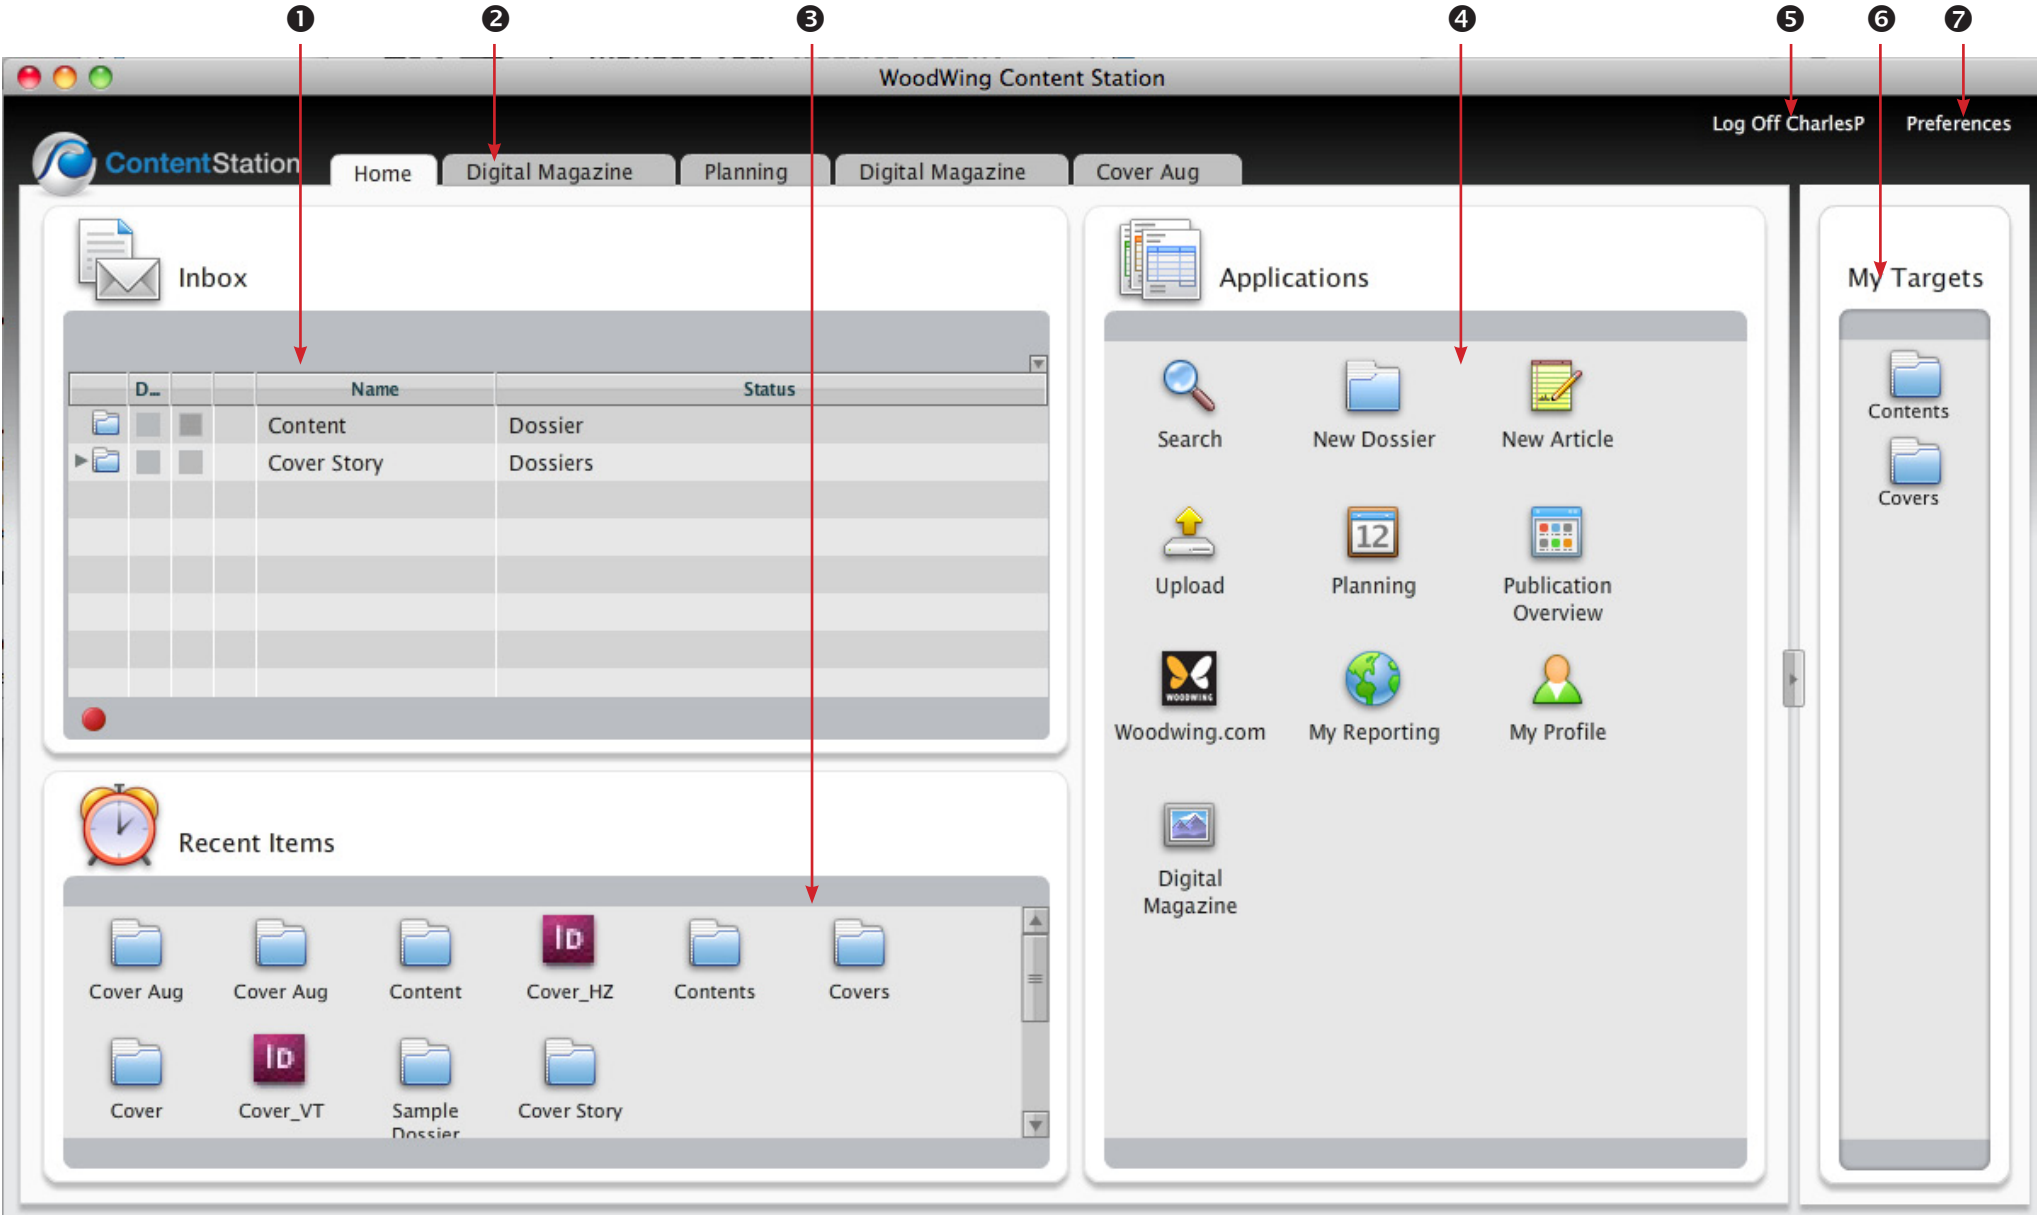 1 2 3 4 5 6 7
WoodWing Content Station
Log Off CharlesP Preferences
ContentStation
Home Digital Magazine Planning Digital Magazine Cover Aug
Inbox
D... Name Status
Content Dossier
Cover Story Dossiers
Recent Items
Cover Aug Cover Aug Content Cover_HZ Contents Covers
Cover Cover_VT Sample Dossier Cover Story
Applications
Search New Dossier New Article
Upload Planning Publication Overview
12
WOODWING
Woodwing.com My Reporting My Profile
Digital
Magazine
My Targets
Contents
Covers